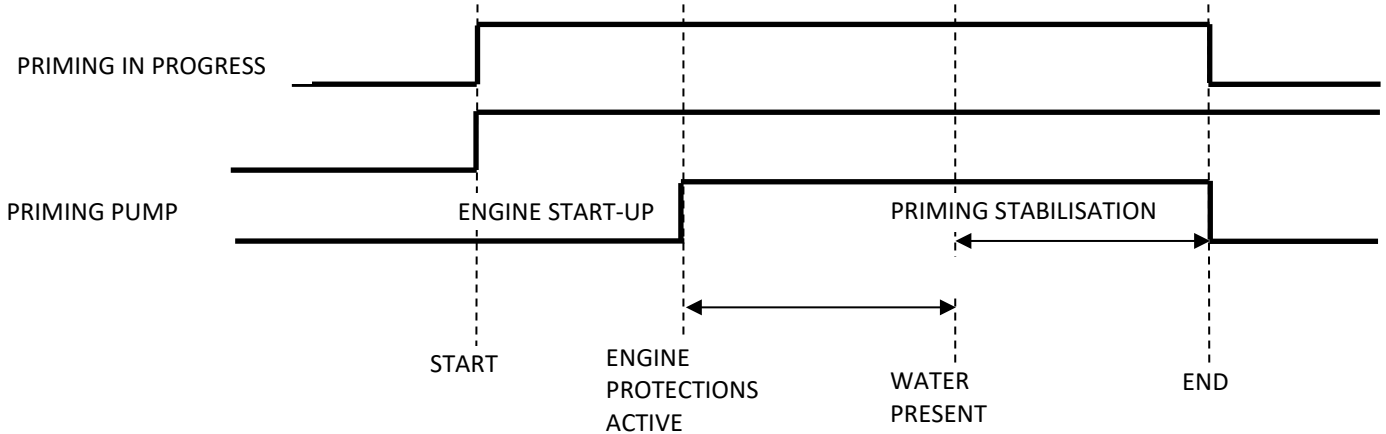 PRIMING IN PROGRESS
PRIMING PUMP
ENGINE START-UP
PRIMING STABILISATION
START
ENGINE
PROTECTIONS
ACTIVE
WATER
PRESENT
END